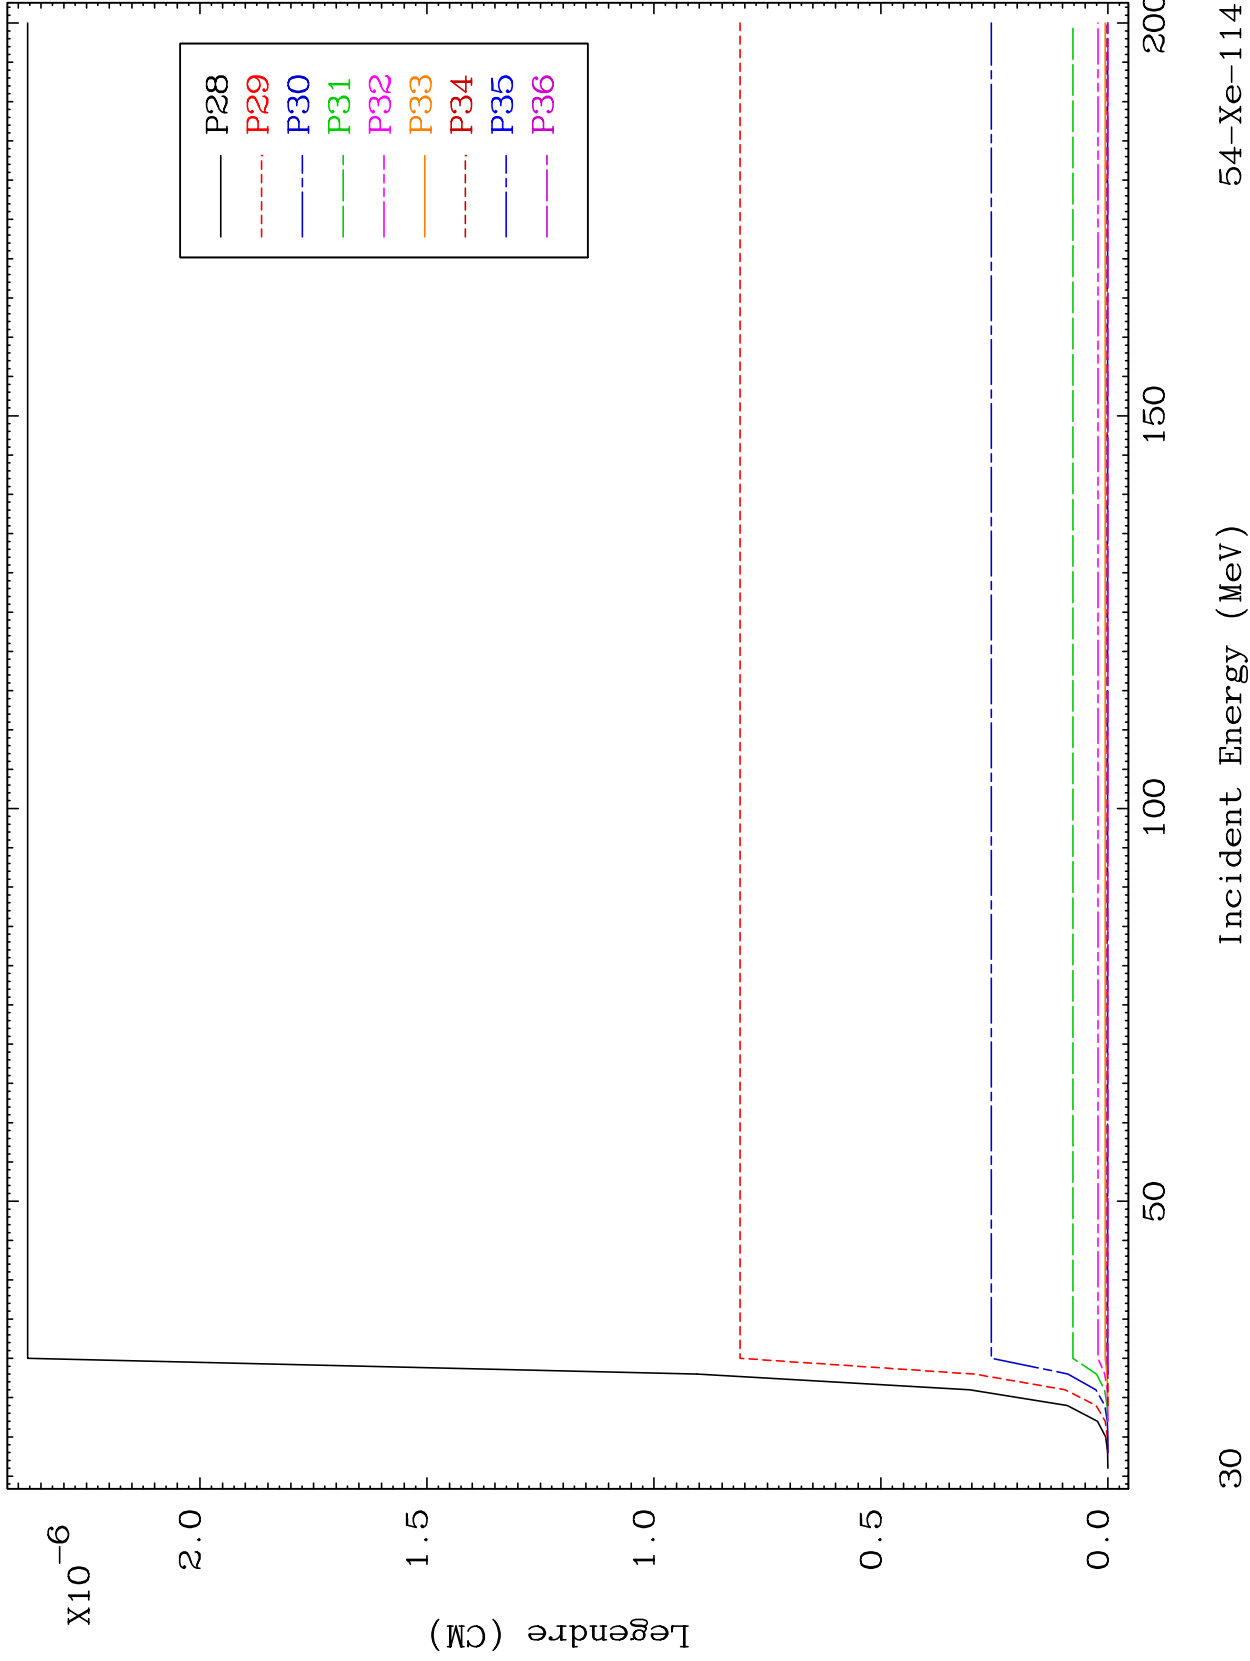 X10-6
2.0
1.5
1.0
0.5
0.0
Legendre (CM)
P28
P29
P30
P31
P32
P33
P34
P35
P36
50
100
150
200
Incident Energy (MeV)
30
54-Xe-114